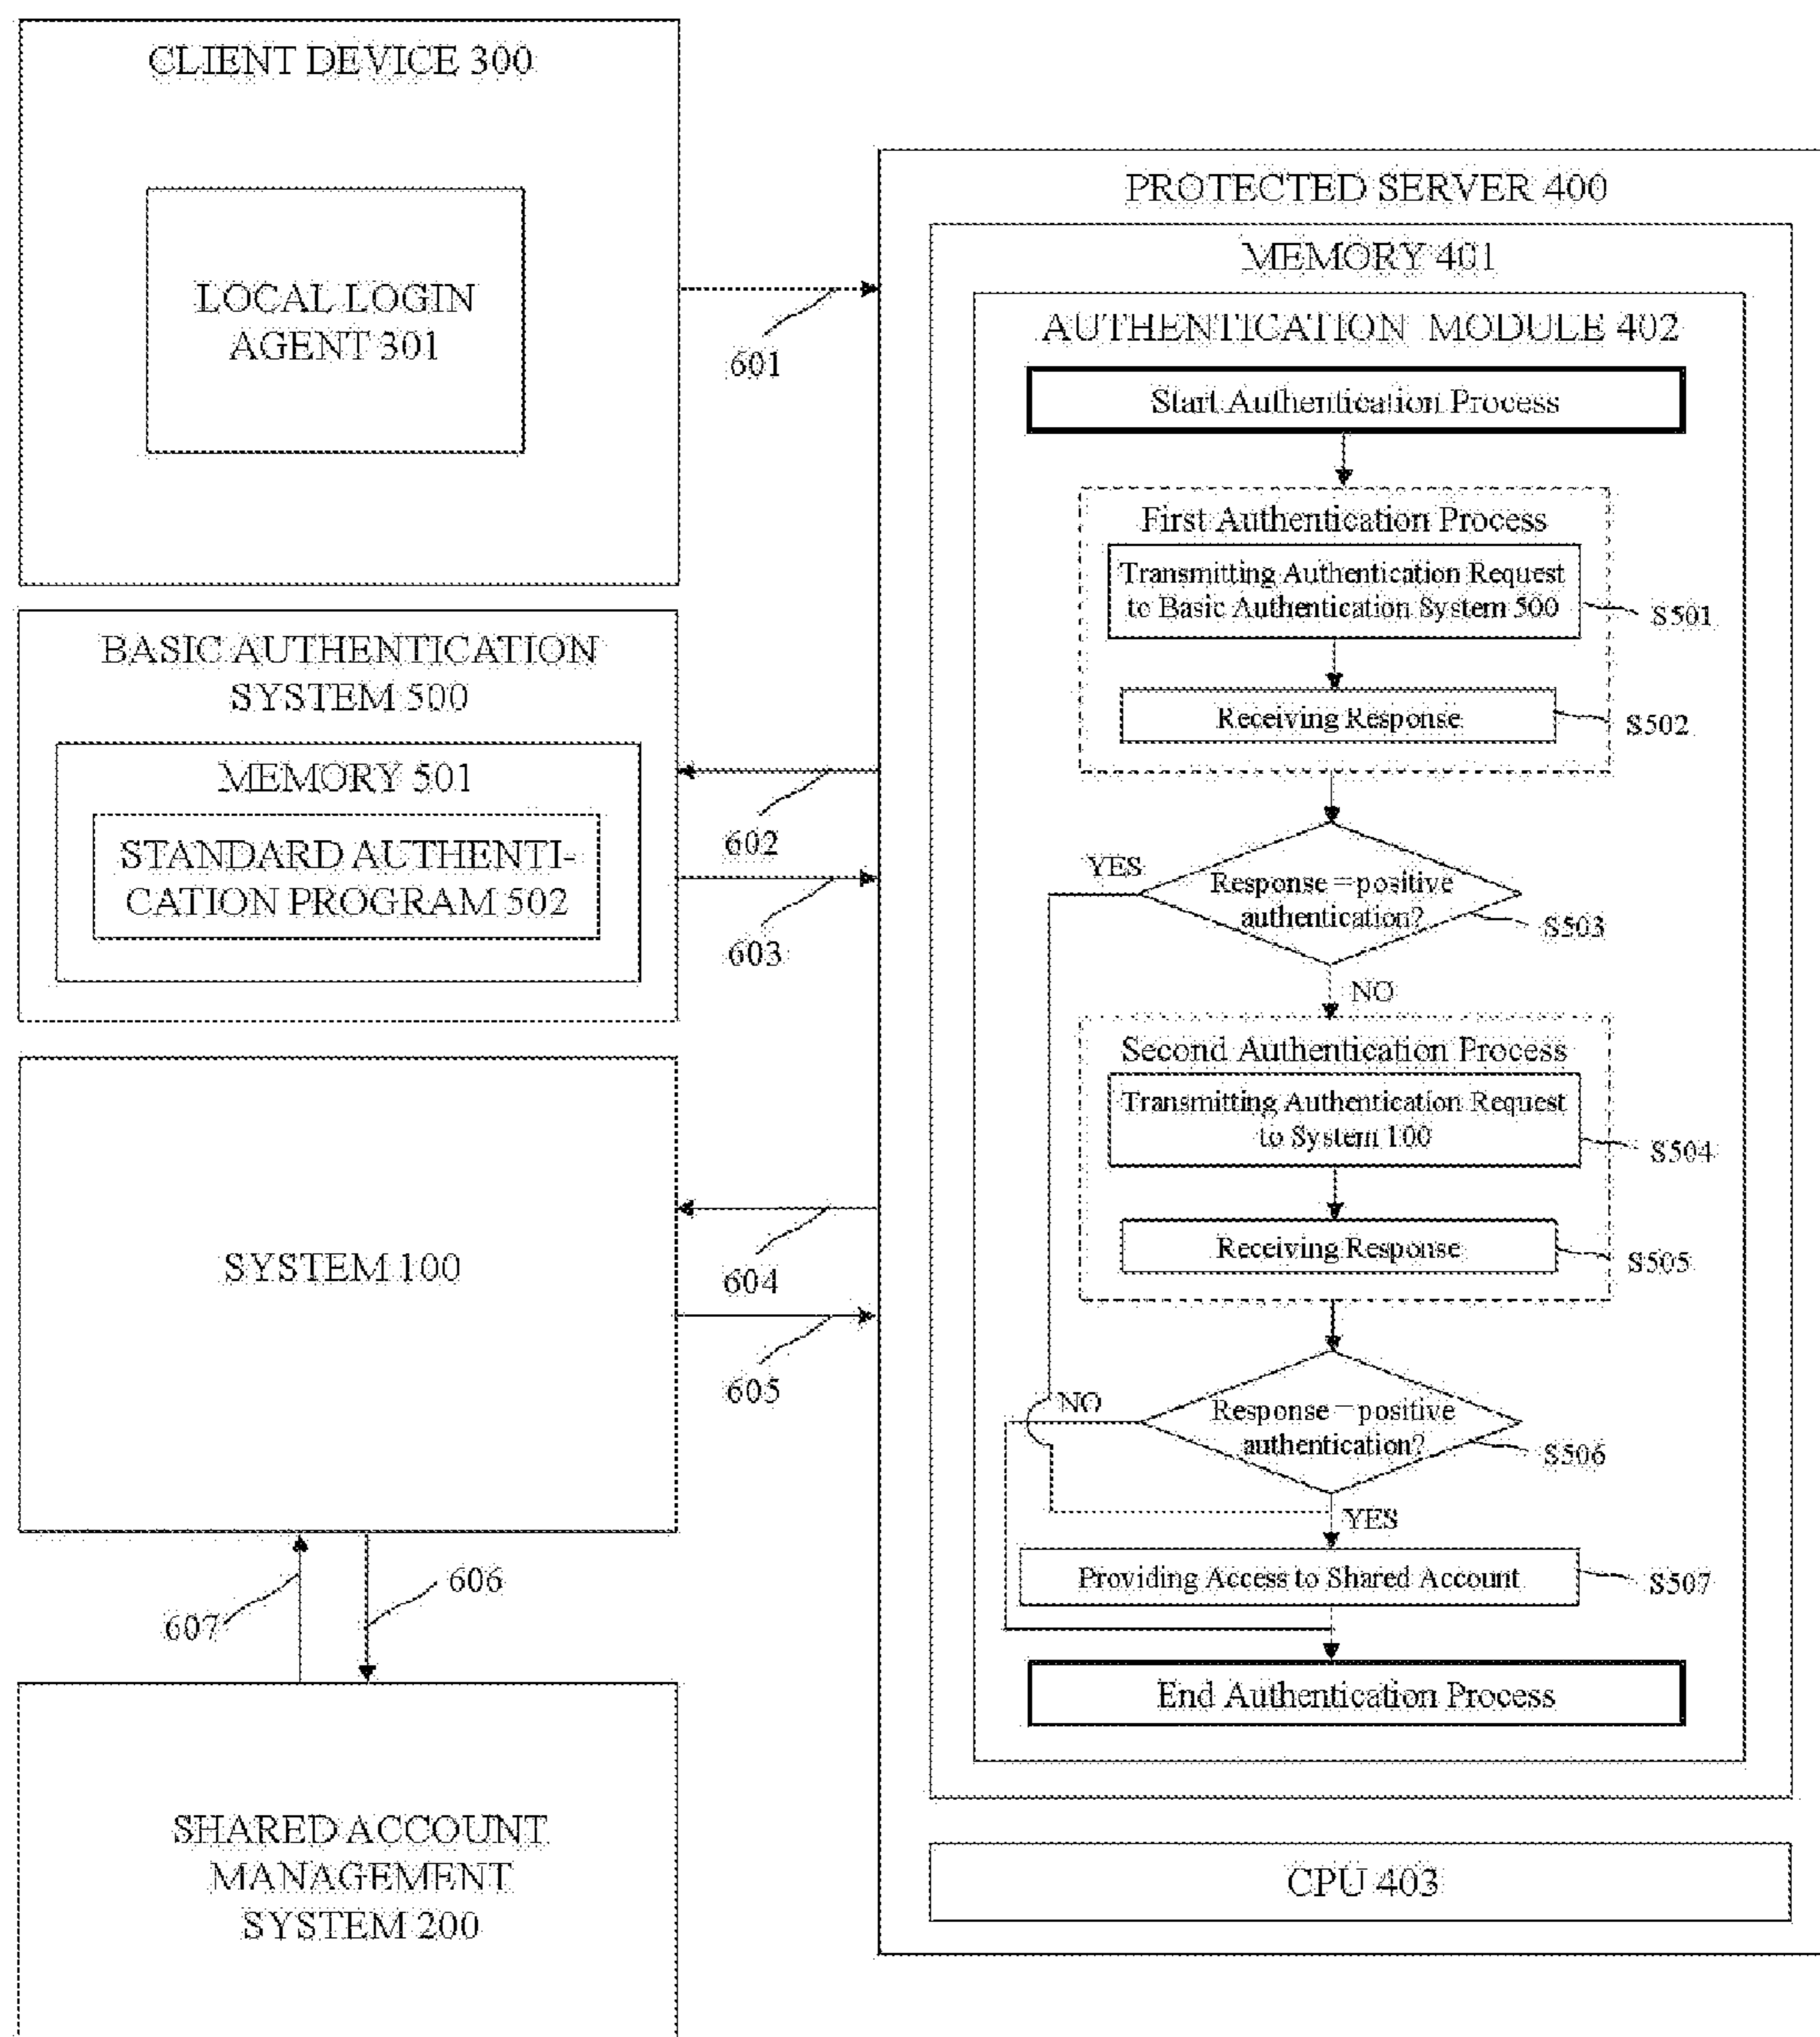 CLIENT DEVICE 300
LOCAL LOGIN
AGENT 301
BASIC AUTHENTICATION
SYSTEM 500
MEMORY 501
STANDARD AUTHENTI-
CATION PROGRAM 502
SYSTEM 100
SHARED ACCOUNT
MANAGEMENT
SYSTEM 200
601
602
603
604
605
606
607
PROTECTED SERVER 400
MEMORY 401
AUTHENTICATION MODULE 402
Start Authentication Process
First Authentication Process
Transmitting Authentication Request
to Basic Authentication System 500
S501
Receiving Response
S502
YES
Response = positive
authentication?
S503
NO
Second Authentication Process
Transmitting Authentication Request
to System 100
S504
Receiving Response
S505
NO
Response = positive
authentication?
S506
YES
Providing Access to Shared Account
S507
End Authentication Process
CPU 403